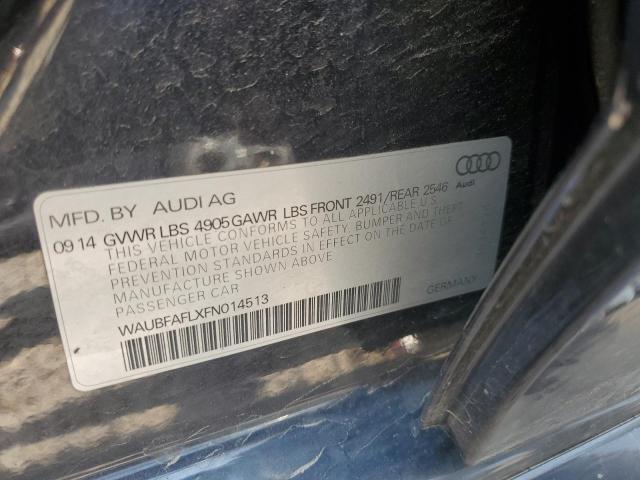 MFD. BY AUDI AG
Audi
09 14 GVWR LBS 4905 GAWR LBS FRONT 2491/REAR 2546
THIS VEHICLE CONFORMS TO ALL APPLICABLE U.S.
FEDERAL MOTOR VEHICLE SAFETY, BUMPER AND THEFT
PREVENTION STANDARDS IN EFFECT ON THE DATE OF
MANUFACTURE SHOWN ABOVE
PASSENGER CAR
GERMANY
WAUBFAFLXFN014513